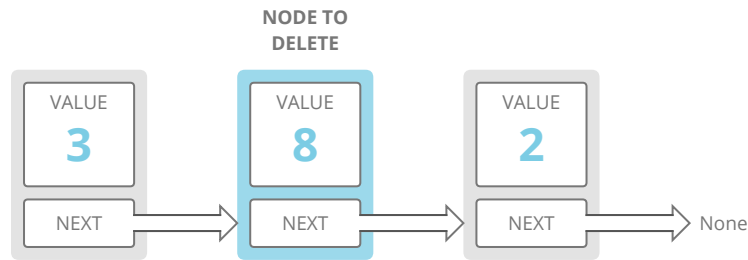 NODE TO
DELETE
VALUE
3
NEXT
VALUE
8
NEXT
VALUE
2
NEXT
None